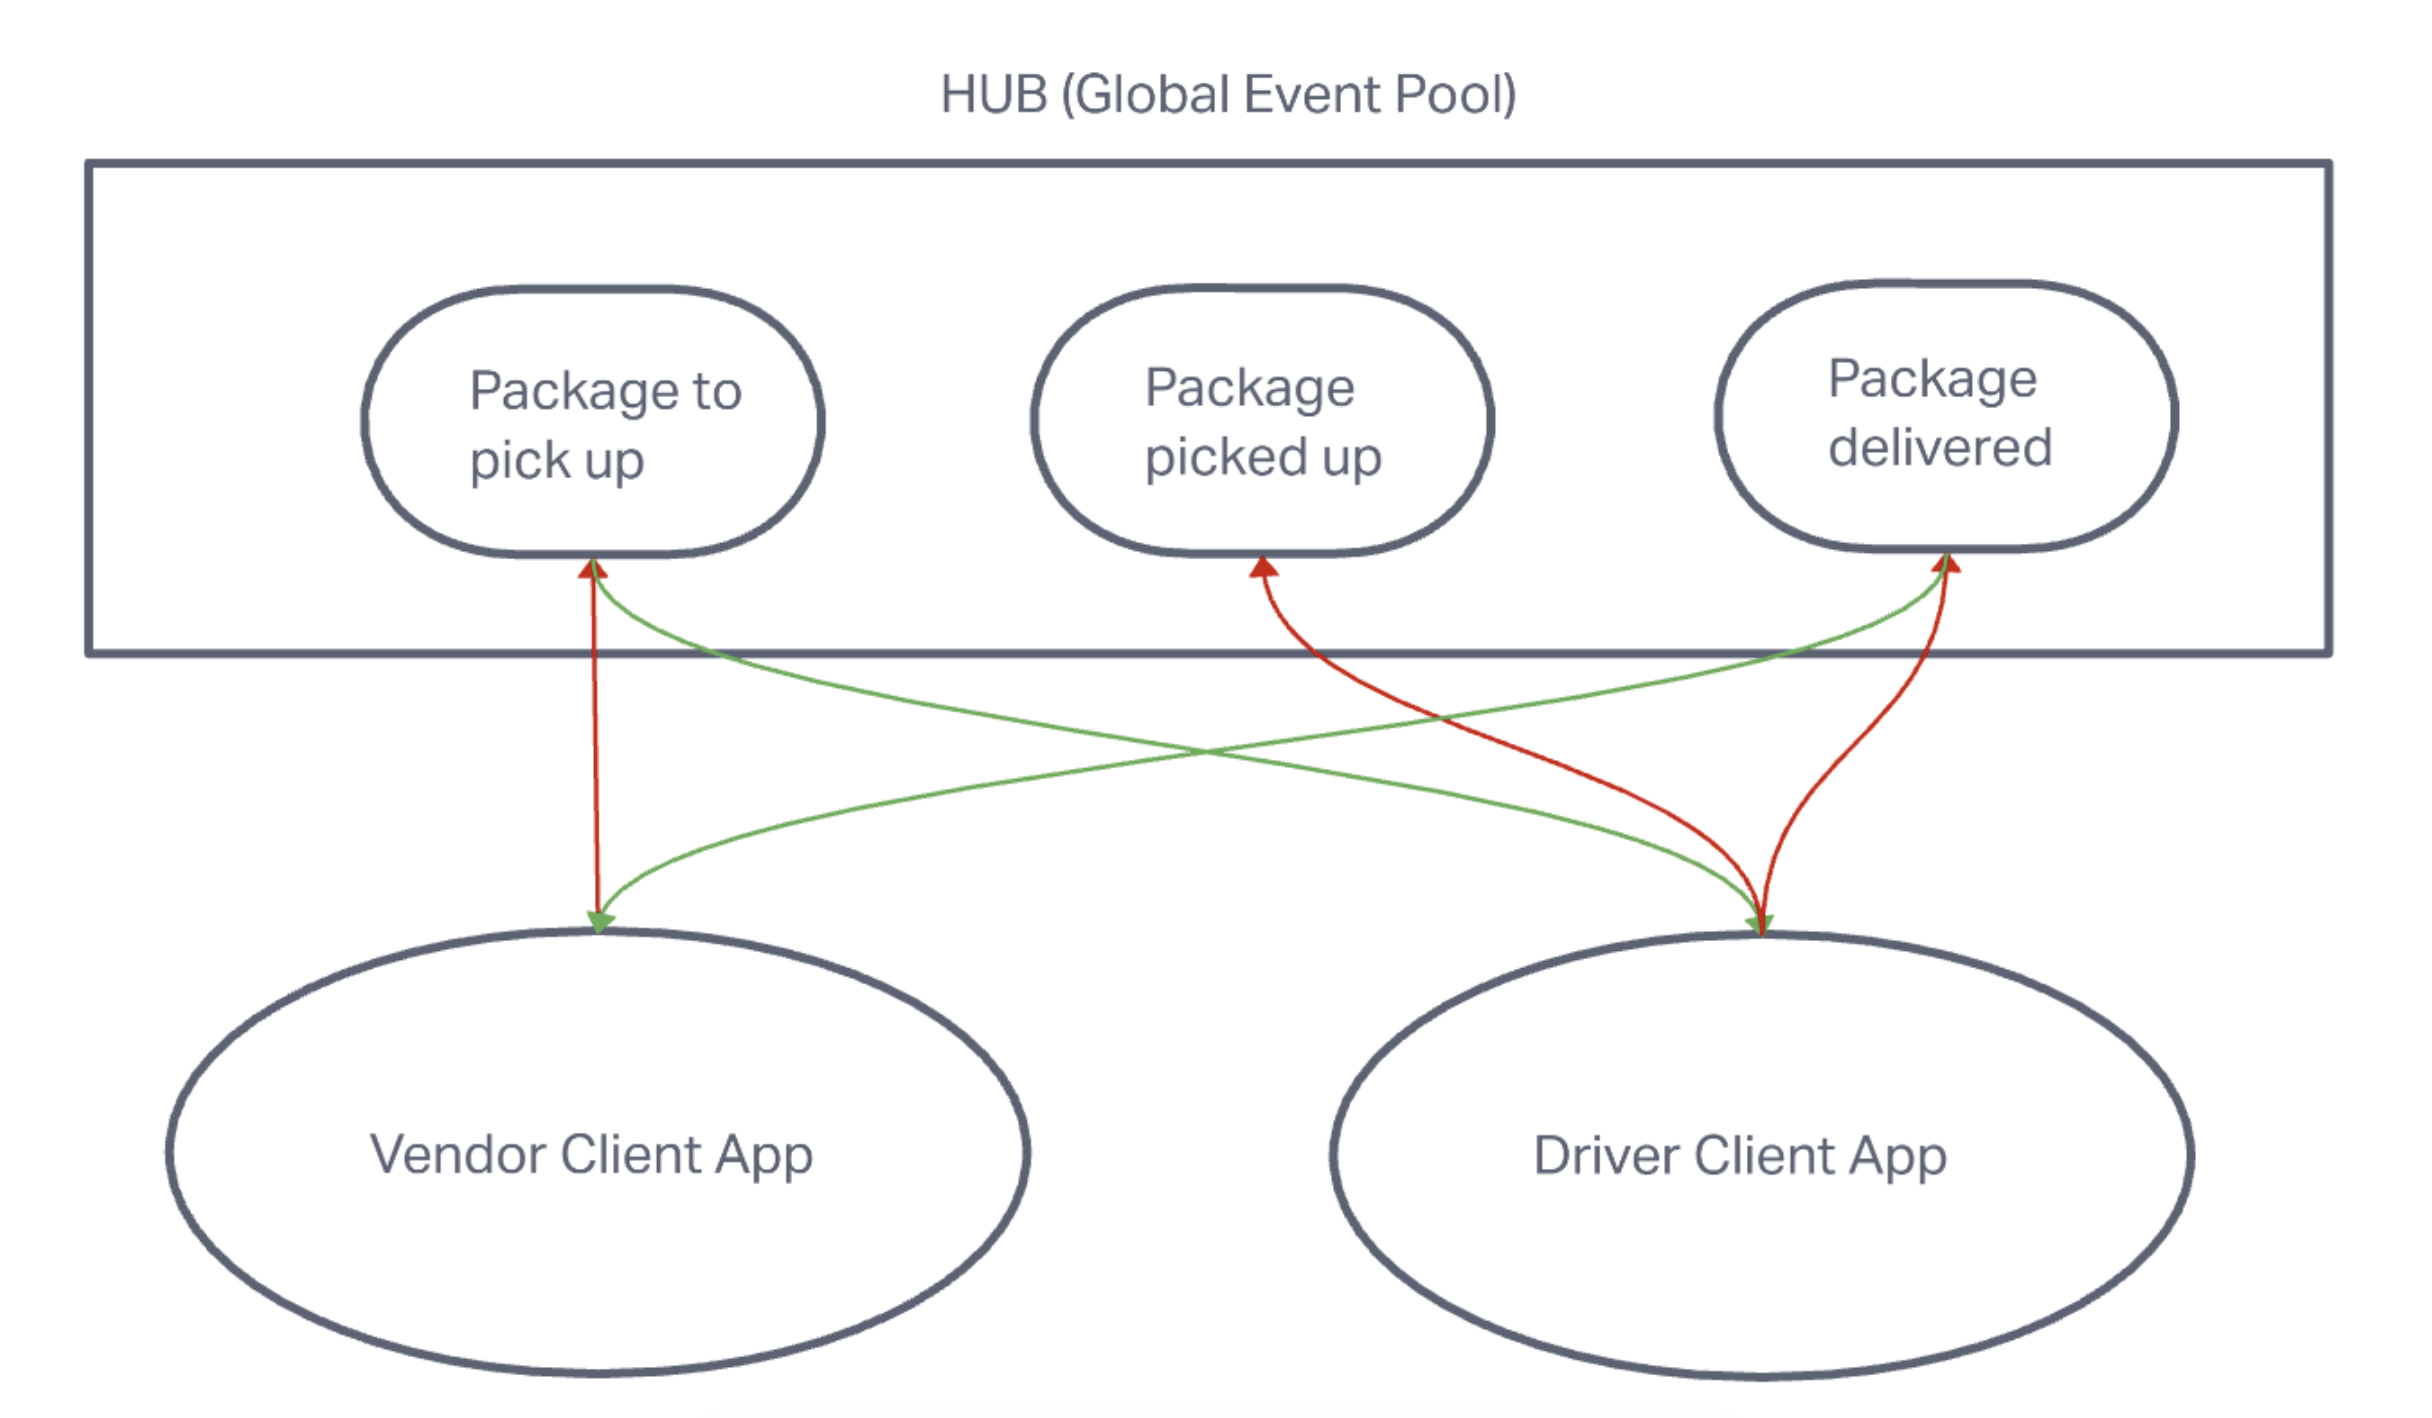 HUB (Global Event Pool)
Package to
pick up
Package
picked up
Package
delivered
Vendor Client App
Driver Client App